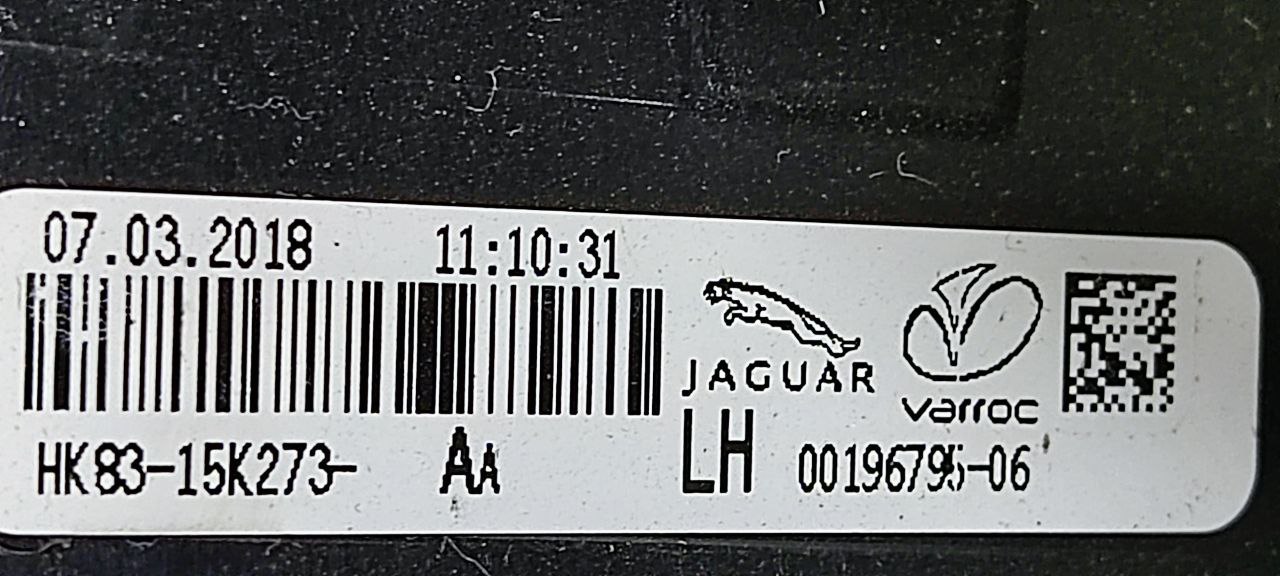 07.03.2018 11:10:31
JAGUAR
varroc
HK83-15K273- AA
LH 00196795-06